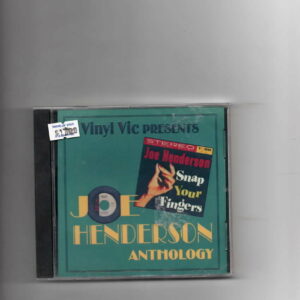 Vinyl Vic PRESENTS
STEREO
Joe Henderson
Snap
Your
Fingers
JOE
HENDERSON
ANTHOLOGY